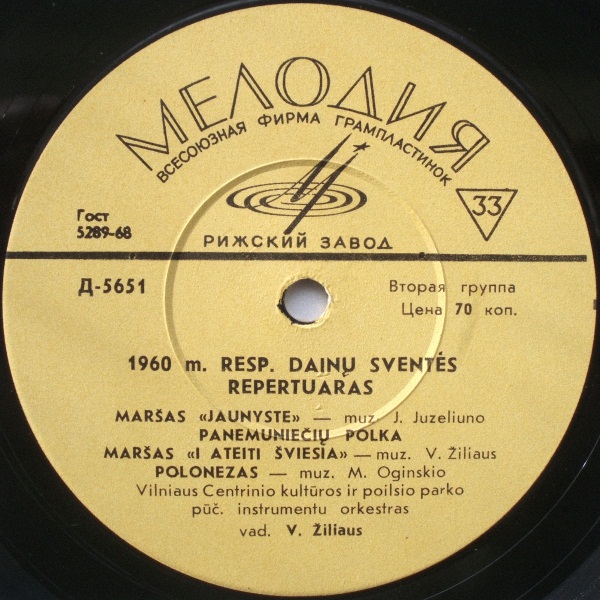 МЕЛОДИЯ
ВСЕСОЮЗНАЯ ФИРМА ГРАМПЛАСТИНОК
33
Гост
5289-68
РИЖСКИЙ ЗАВОД
Д-5651
Вторая группа
Цена 70 коп.
1960 m. RESP. DAINŲ SVENTĖS
REPERTUARAS
MARŠAS «JAUNYSTE» — muz. J. Juzeliuno
PANEMUNIEČIŲ POLKA
MARŠAS «I ATEITI ŠVIESIA» — muz. V. Žiliaus
POLONEZAS — muz. M. Oginskio
Vilniaus Centrinio kultūros ir poilsio parko
pūč. instrumentu orkestras
vad. V. Žiliaus